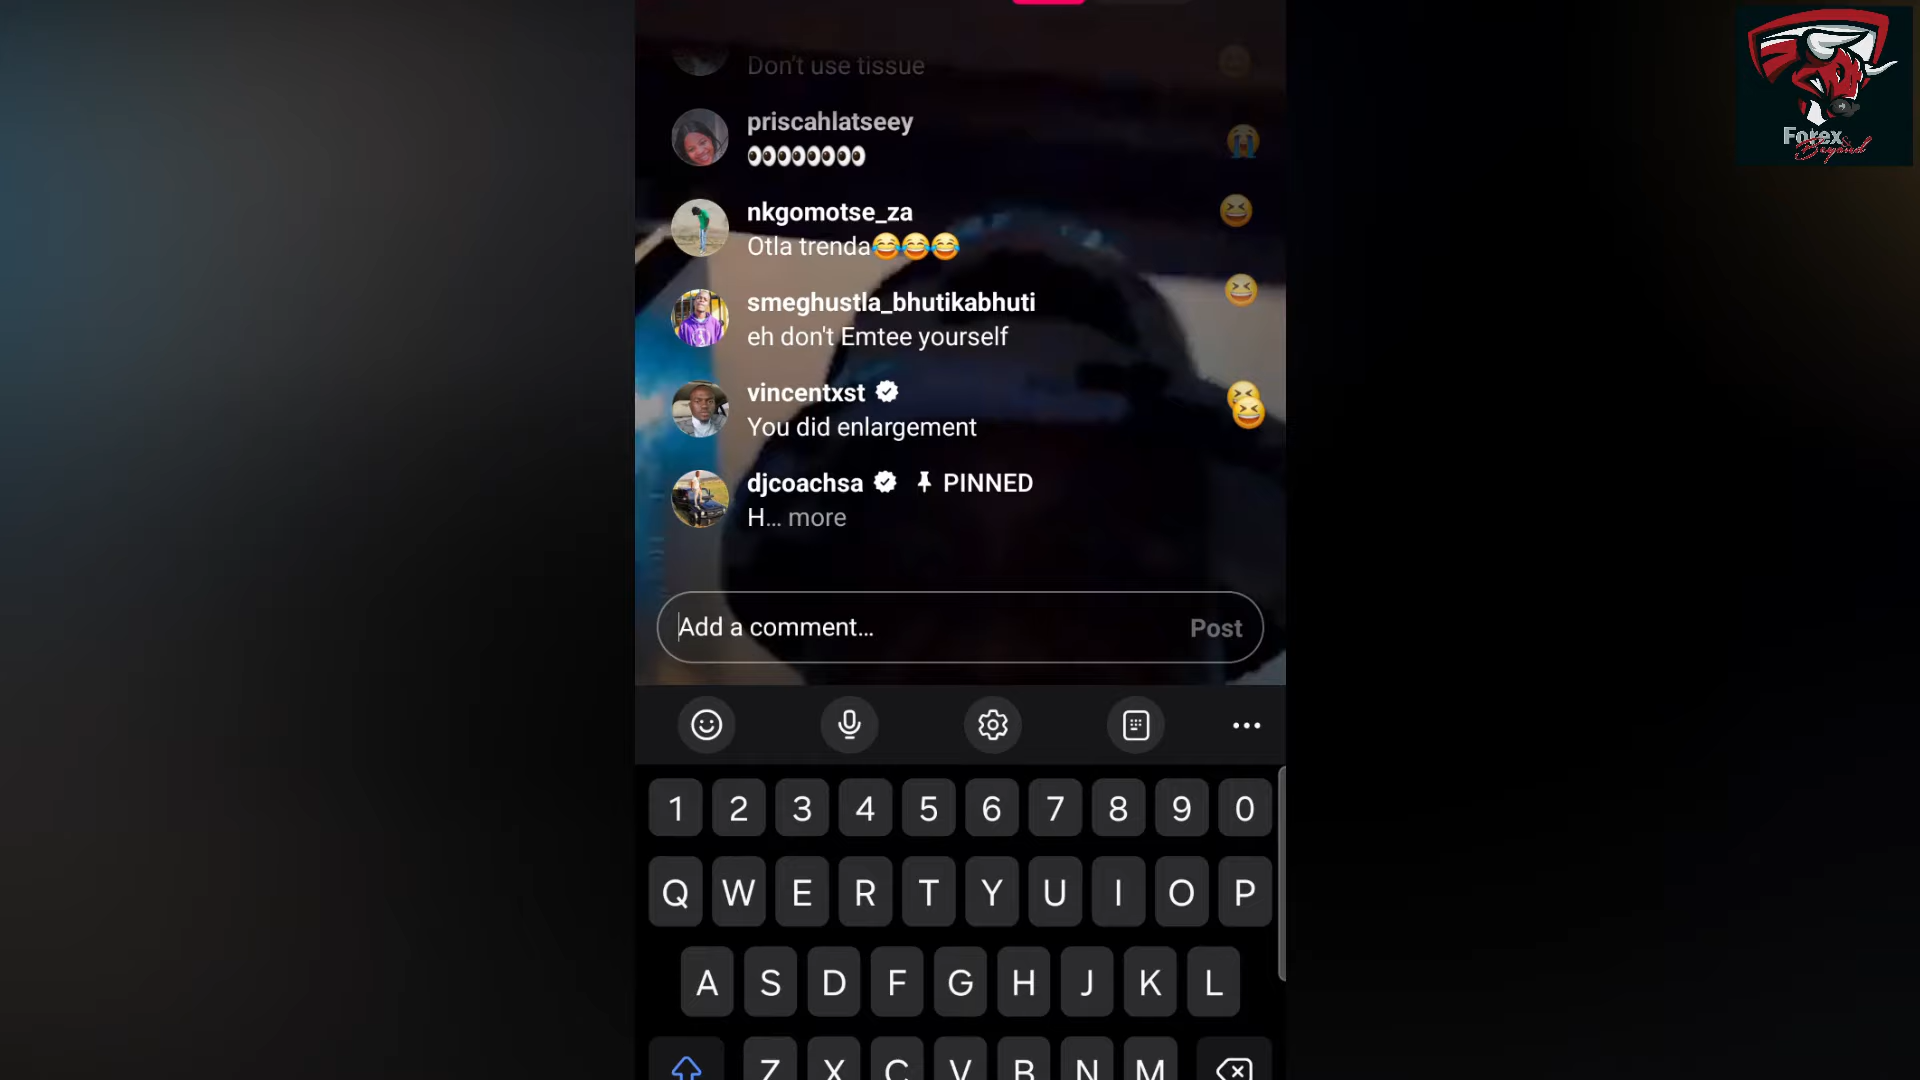 Don't use tissue
priscahlatseey
👀👀👀👀
nkgomotse_za
Otla trenda😂😂😂
smeghustla_bhutikabhuti
eh don't Emtee yourself
vincentxst
You did enlargement
djcoachsa PINNED
H... more
Add a comment... Post
1 2 3 4 5 6 7 8 9 0
Q W E R T Y U I O P
A S D F G H J K L
Z X C V B N M
Forex
Beyond